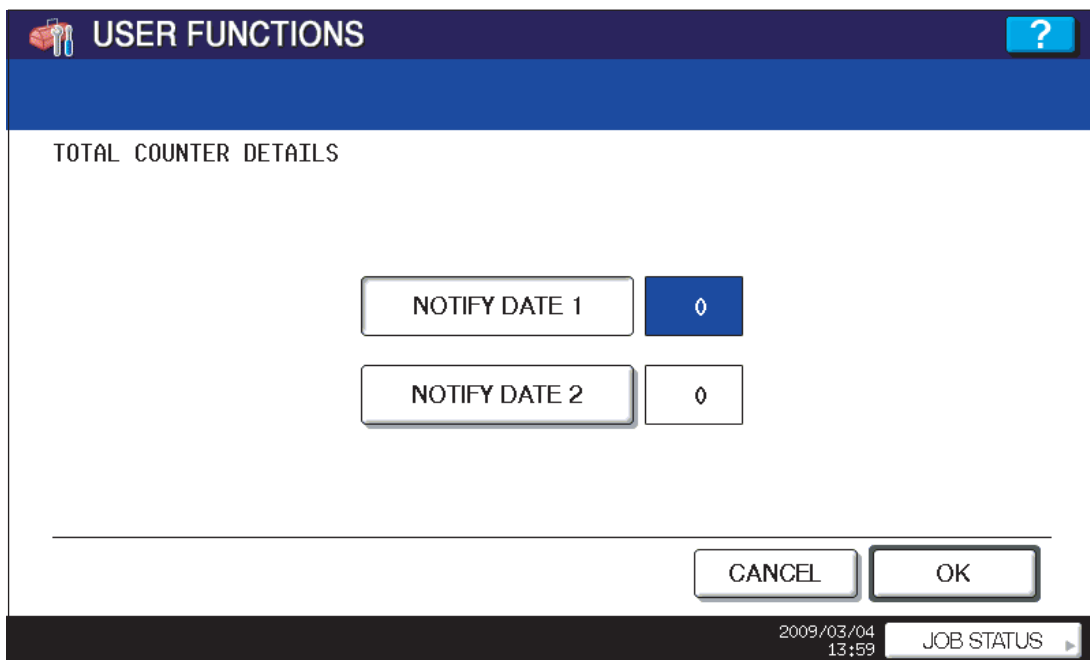 USER FUNCTIONS
?
TOTAL COUNTER DETAILS
NOTIFY DATE 1
0
NOTIFY DATE 2
0
CANCEL
OK
2009/03/04
13:59
JOB STATUS